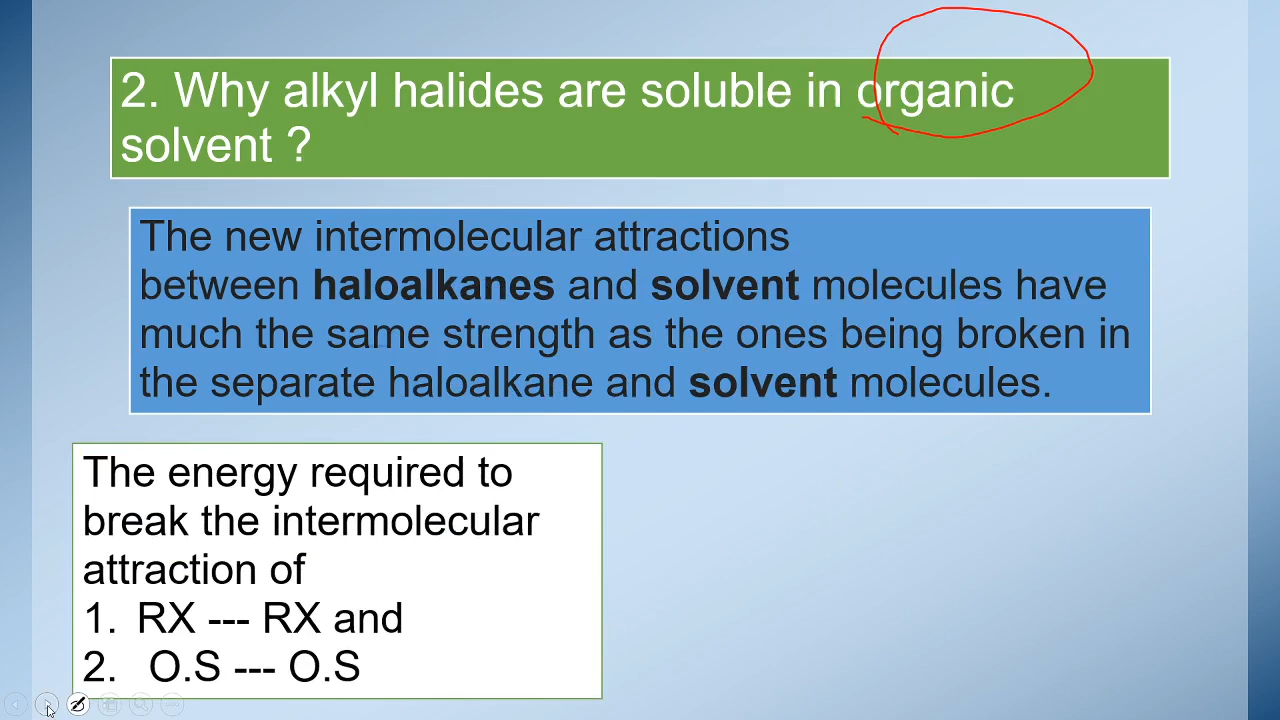 2. Why alkyl halides are soluble in organic
solvent ?
The new intermolecular attractions
between haloalkanes and solvent molecules have
much the same strength as the ones being broken in
the separate haloalkane and solvent molecules.
The energy required to
break the intermolecular
attraction of
1. RX --- RX and
2. O.S --- O.S